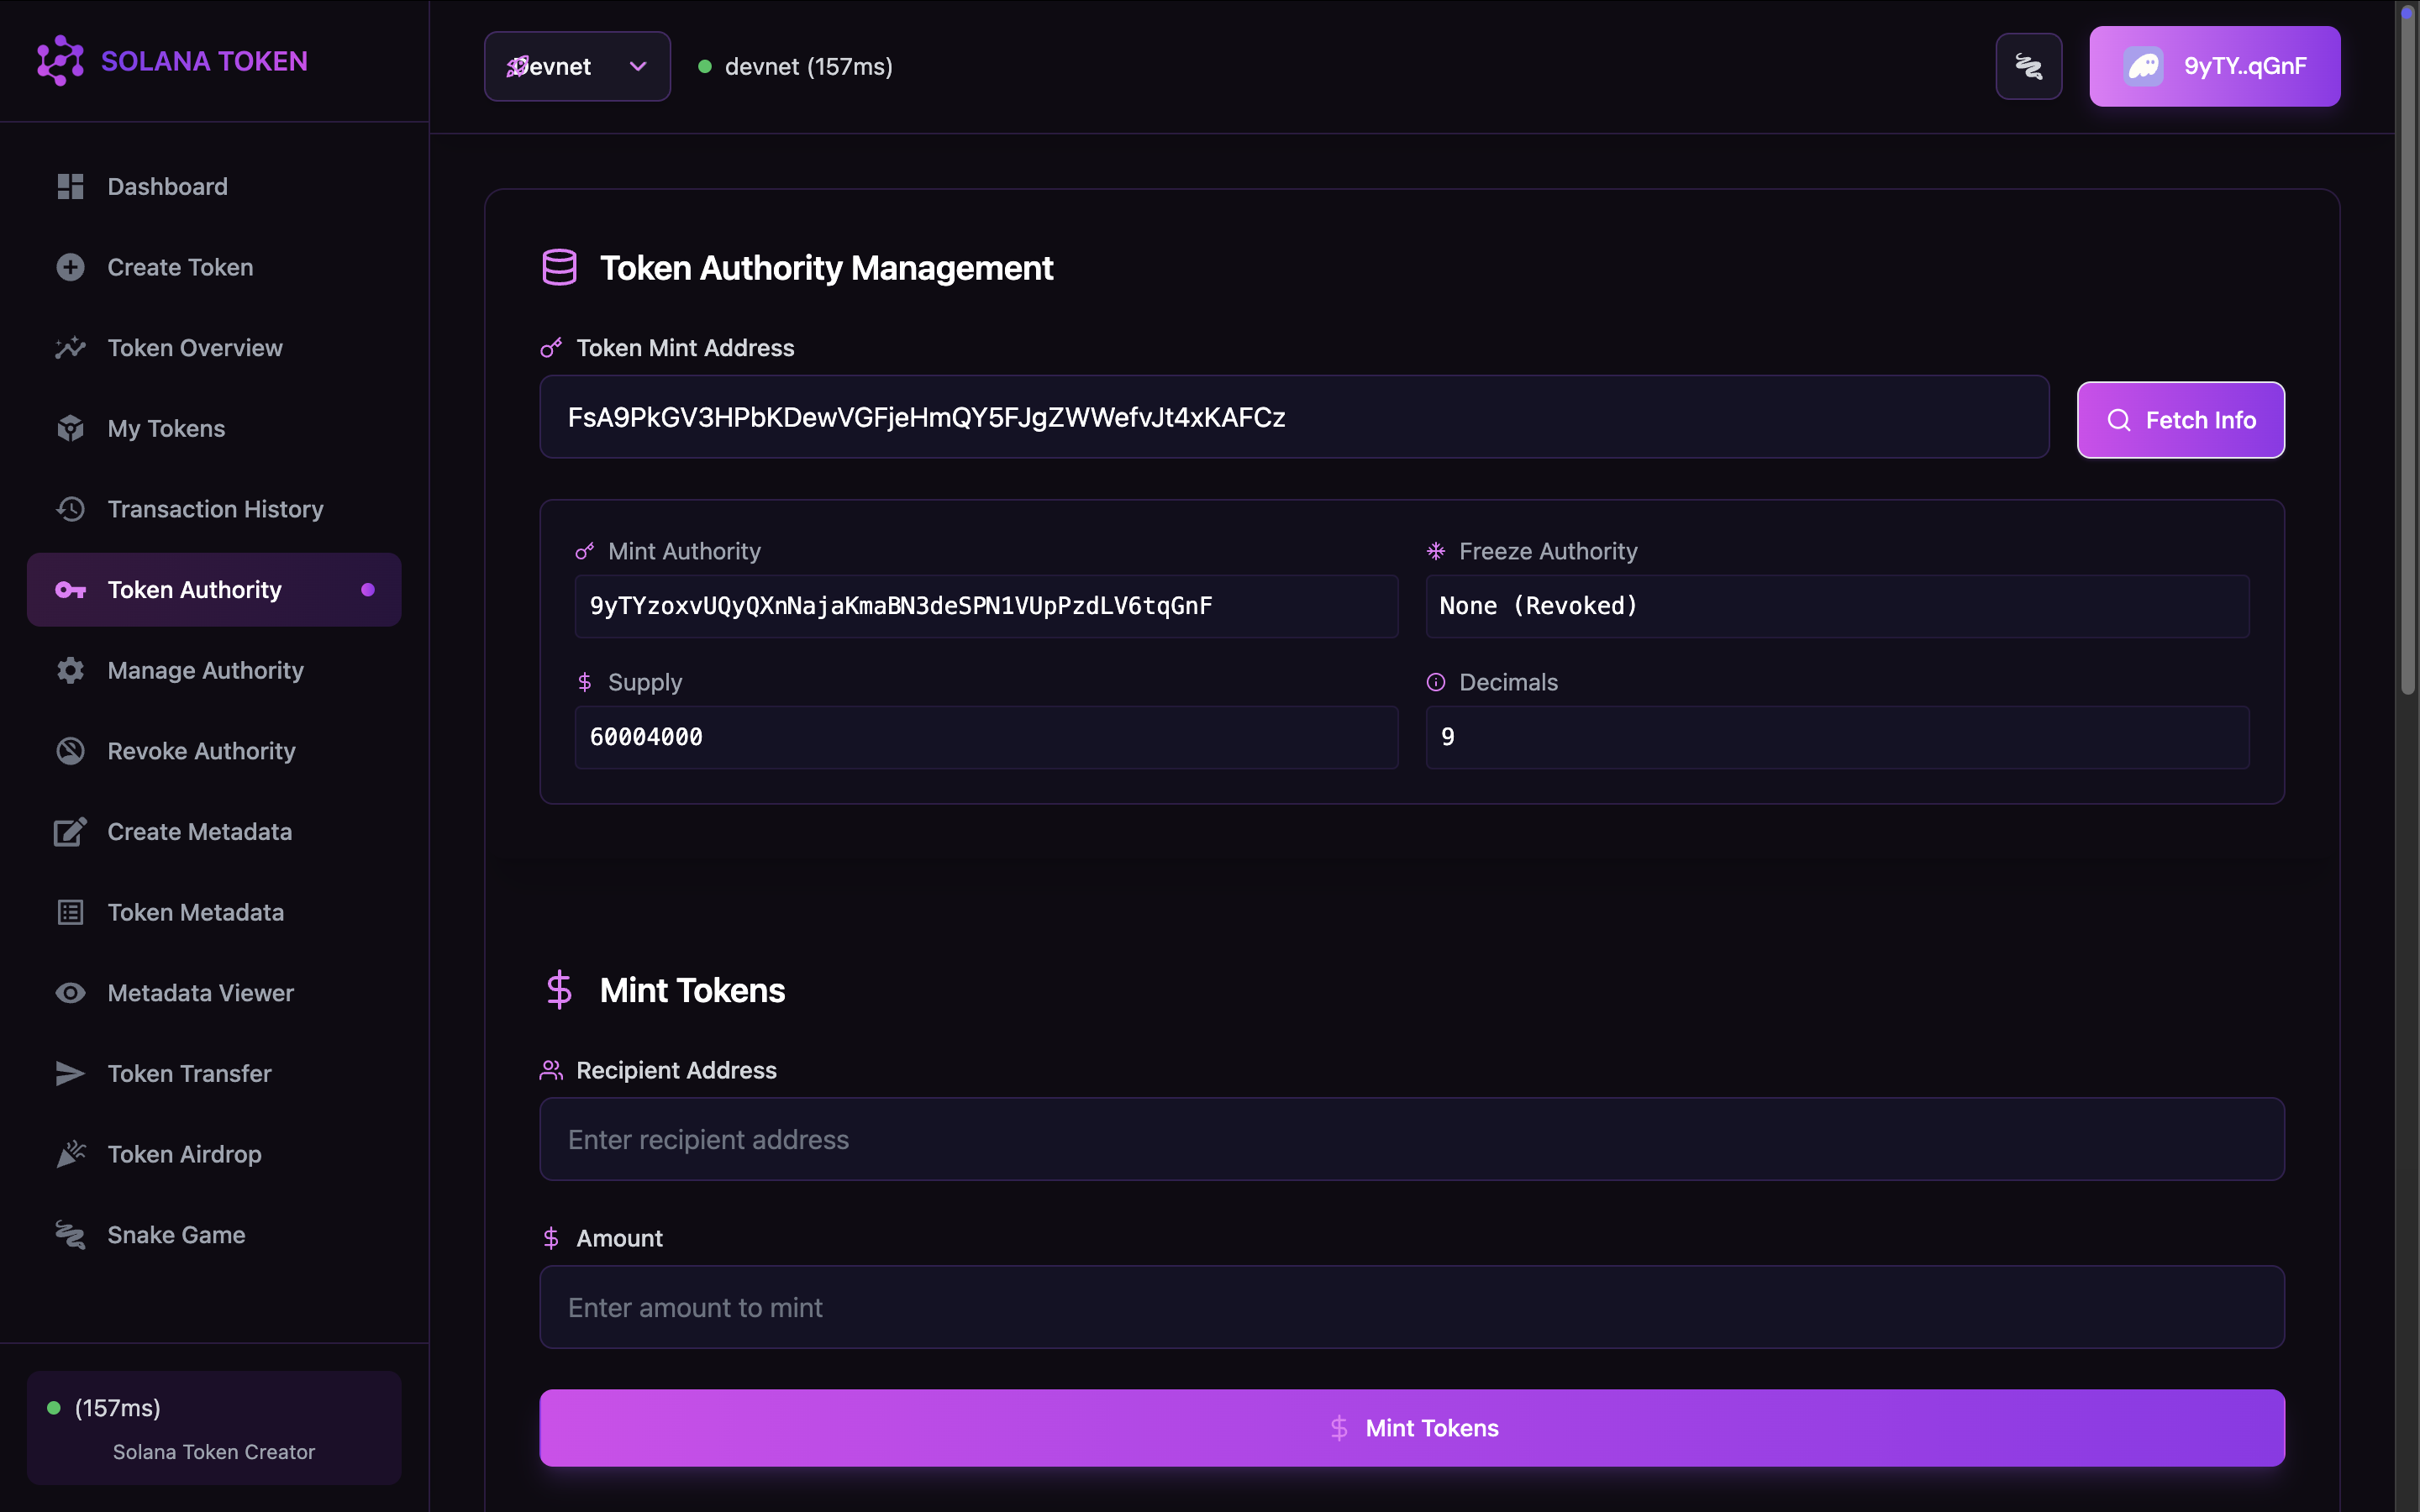 SOLANA TOKEN
Dashboard
Create Token
Token Overview
My Tokens
Transaction History
Token Authority
Manage Authority
Revoke Authority
Create Metadata
Token Metadata
Metadata Viewer
Token Transfer
Token Airdrop
Snake Game
(157ms)
Solana Token Creator
Devnet
devnet (157ms)
9yTY..qGnF
Token Authority Management
Token Mint Address
FsA9PkGV3HPbKDewVGFjeHmQY5FJgZWWefvJt4xKAFCz
Fetch Info
Mint Authority
9yTYzoxvUQyQXnNajaKmaBN3deSPN1VUpPzdLV6tqGnF
Freeze Authority
None (Revoked)
Supply
60004000
Decimals
9
Mint Tokens
Recipient Address
Enter recipient address
Amount
Enter amount to mint
Mint Tokens